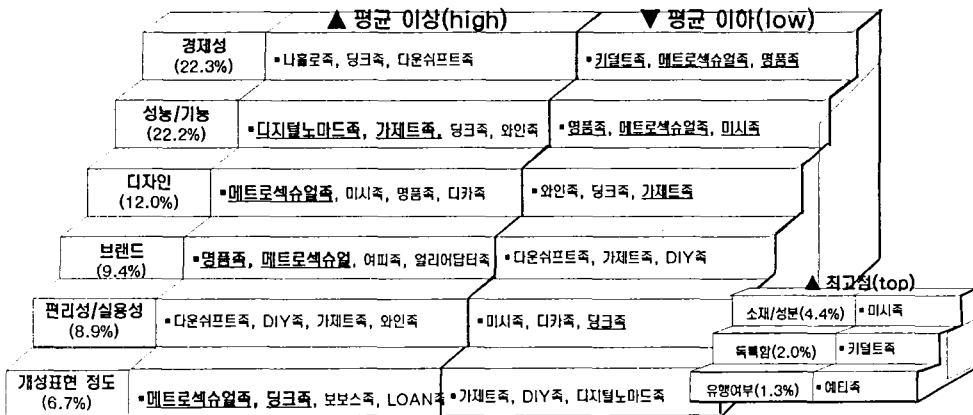 ▲ 평균 이상(high) ▼ 평균 이하(low)
경제성
(22.3%)
▪나홀로족, 딩크족, 다운쉬프트족
▪키덜트족, 메트로섹슈얼족, 명품족
성능/기능
(22.2%)
▪디지털노마드족, 가제트족, 딩크족, 와인족
▪명품족, 메트로섹슈얼족, 미시족
디자인
(12.0%)
▪메트로섹슈얼족, 미시족, 명품족, 디카족
▪와인족, 딩크족, 가제트족
브랜드
(9.4%)
▪명품족, 메트로섹슈얼, 여피족, 얼리어답터족
▪다운쉬프트족, 가제트족, DIY족
편리성/실용성
(8.9%)
▪다운쉬프트족, DIY족, 가제트족, 와인족
▪미시족, 디카족, 딩크족
개성표현 정도
(6.7%)
▪메트로섹슈얼족, 딩크족, 보보스족, LOAN족
▪가제트족, DIY족, 디지털노마드족
▲ 최고점(top)
소재/성분(4.4%) ▪미시족
독특함(2.0%) ▪키덜트족
유행여부(1.3%) ▪예티족